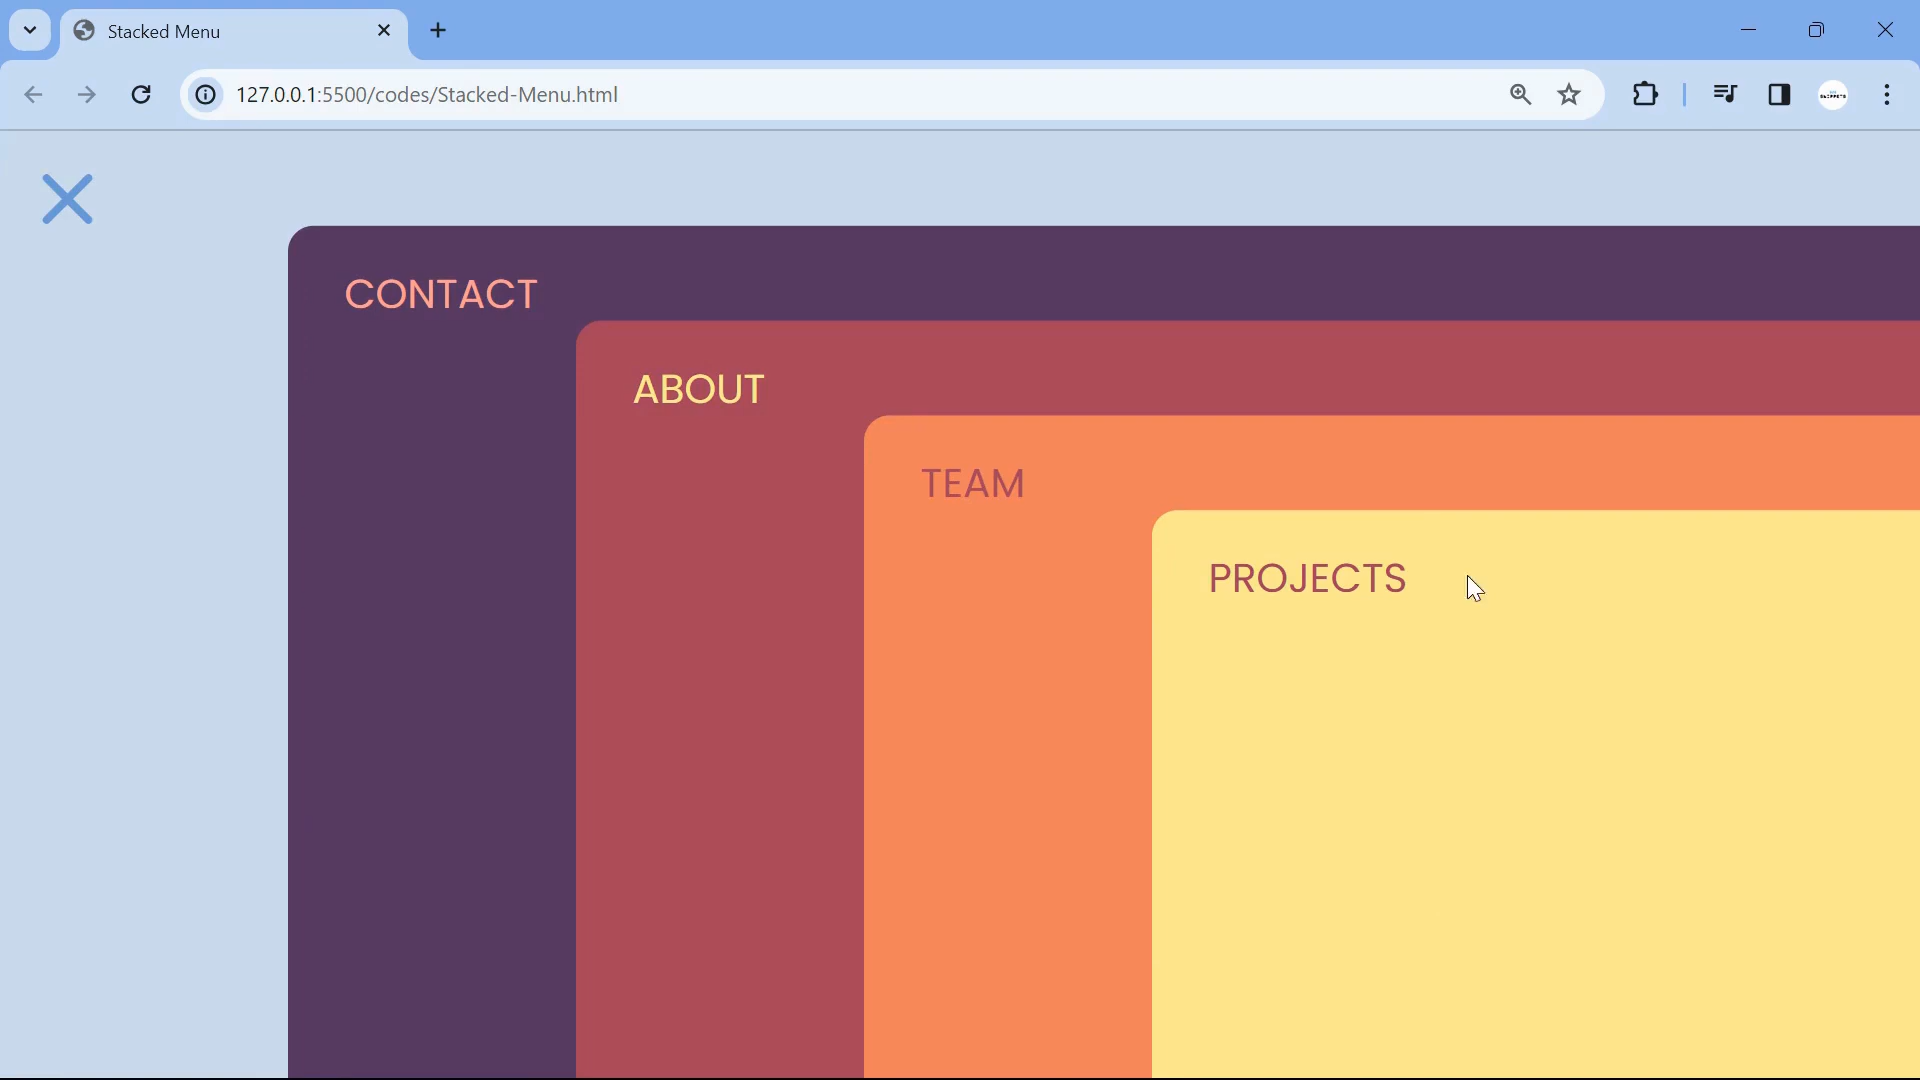 Stacked Menu
127.0.0.1:5500/codes/Stacked-Menu.html
CONTACT
ABOUT
TEAM
PROJECTS